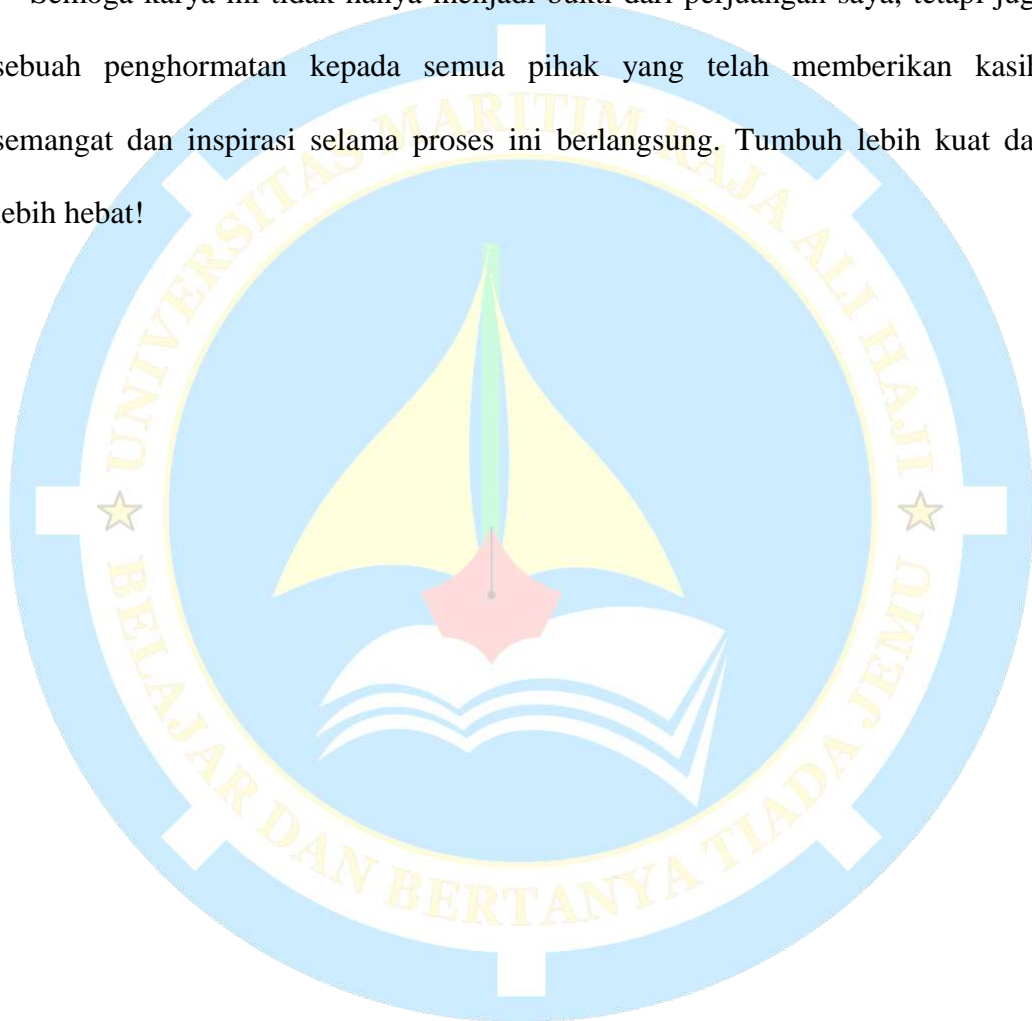 Semoga karya ini tidak hanya menjadi bukti dari perjuangan saya, tetapi jug
sebuah penghormatan kepada semua pihak yang telah memberikan kasih
semangat dan inspirasi selama proses ini berlangsung. Tumbuh lebih kuat da
lebih hebat!
UNIVERSITAS MARITIM RAJA ALI HAJI
BELAJAR DAN BERTANYA TIADA JEMU